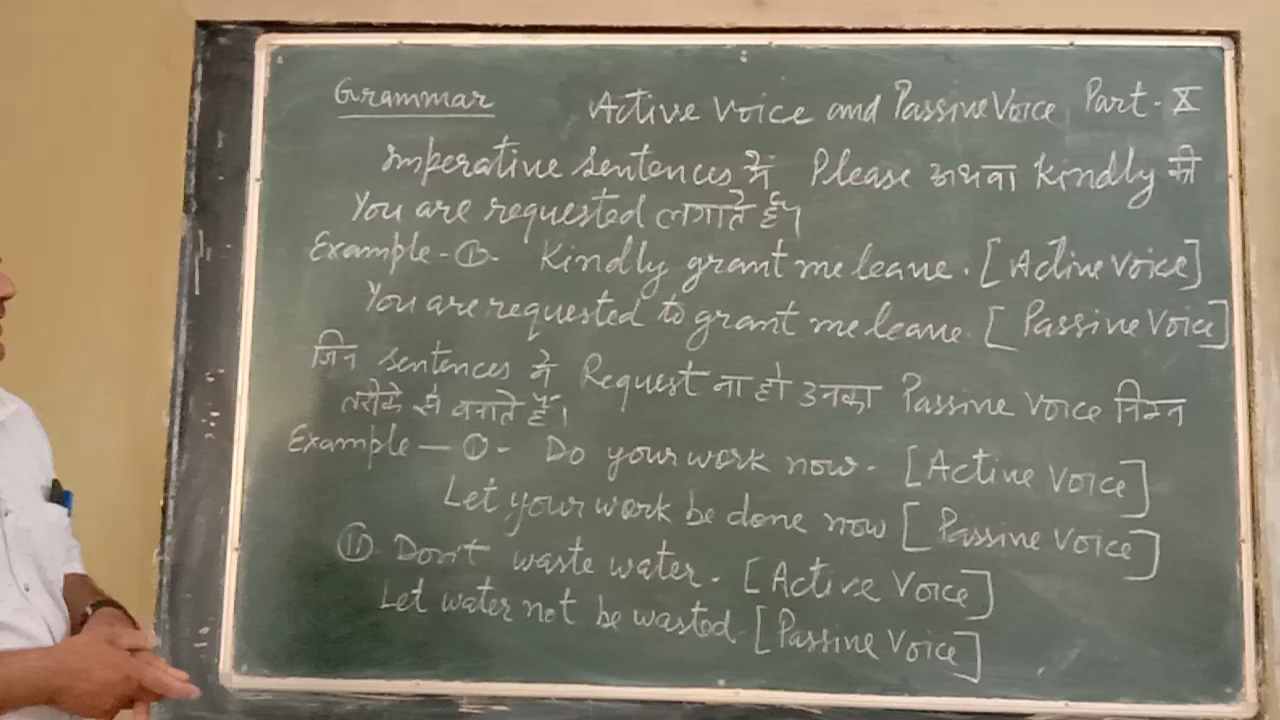 Grammar Active Voice and Passive Voice Part-X
Imperative sentences में Please अथवा Kindly की
You are requested लगाते हैं।
Example-①- Kindly grant me leave. [Active Voice]
You are requested to grant me leave. [Passive Voice]
जिन sentences में Request ना हो उनका Passive Voice निम्न
तरीके से बनाते हैं।
Example — ①- Do your work now. [Active Voice]
Let your work be done now [Passive Voice]
⑪ Don't waste water. [Active Voice]
Let water not be wasted. [Passive Voice]